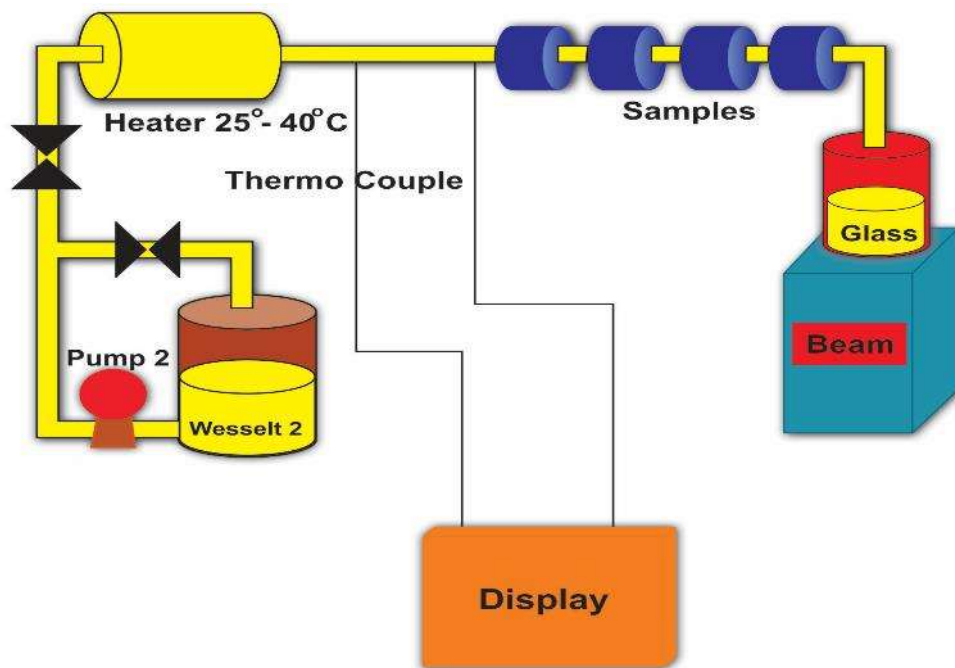 Heater 25°- 40°C
Samples
Thermo Couple
Glass
Beam
Pump 2
Wesselt 2
Display